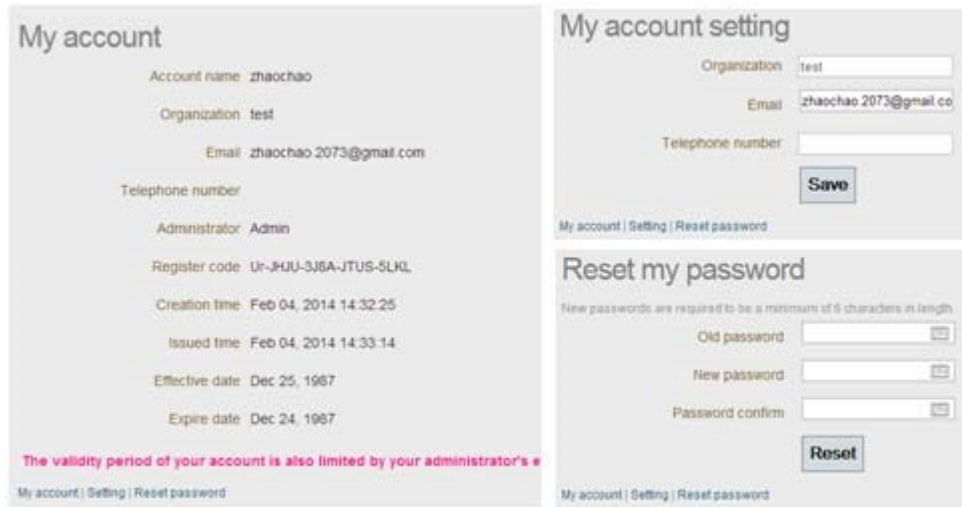 My account
Account name zhaochao
Organization test
Email zhaochao.2073@gmail.com
Telephone number
Administrator Admin
Register code Ur-JHJU-3J8A-JTUS-5LKL
Creation time Feb 04, 2014 14:32:25
Issued time Feb 04, 2014 14:33:14
Effective date Dec 25, 1987
Expire date Dec 24, 1987
The validity period of your account is also limited by your administrator's e
My account | Setting | Reset password
My account setting
Organization test
Email zhaochao.2073@gmail.co
Telephone number
Save
My account | Setting | Reset password
Reset my password
New passwords are required to be a minimum of 6 characters in length.
Old password
New password
Password confirm
Reset
My account | Setting | Reset password